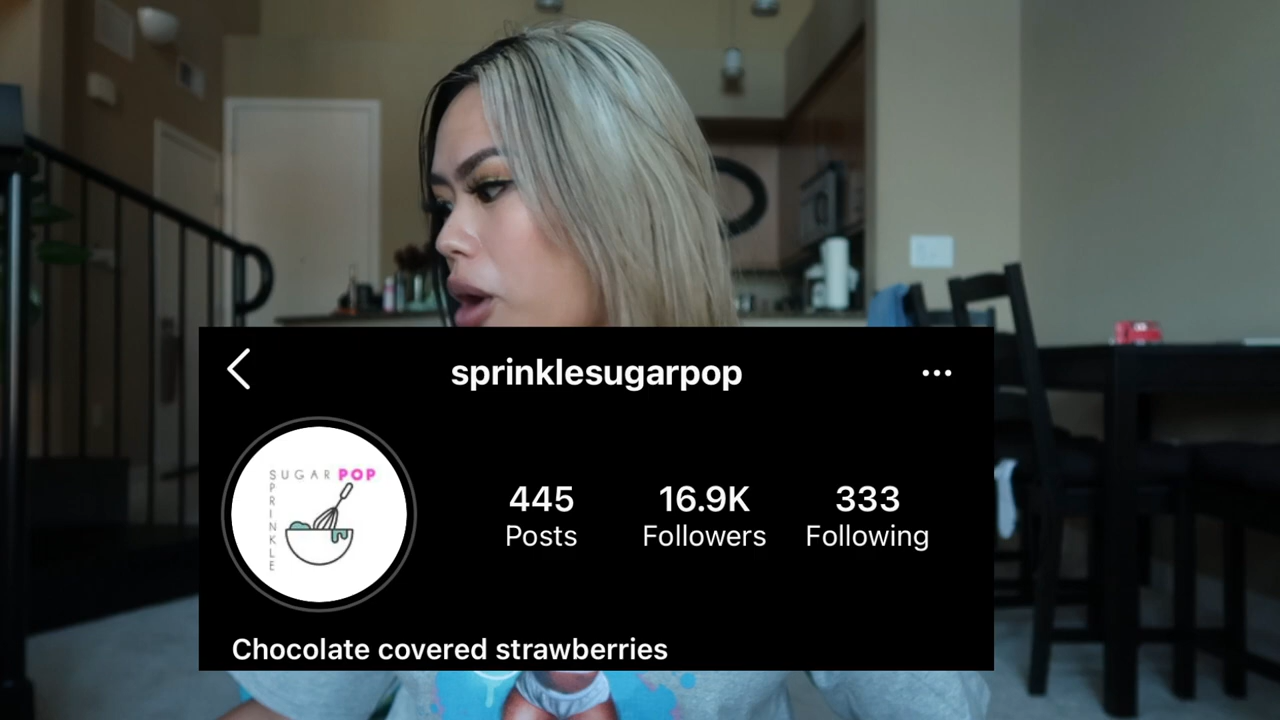 sprinklesugarpop
SUGAR POP
SPRINKLE
445
16.9K
333
Posts
Followers
Following
Chocolate covered strawberries